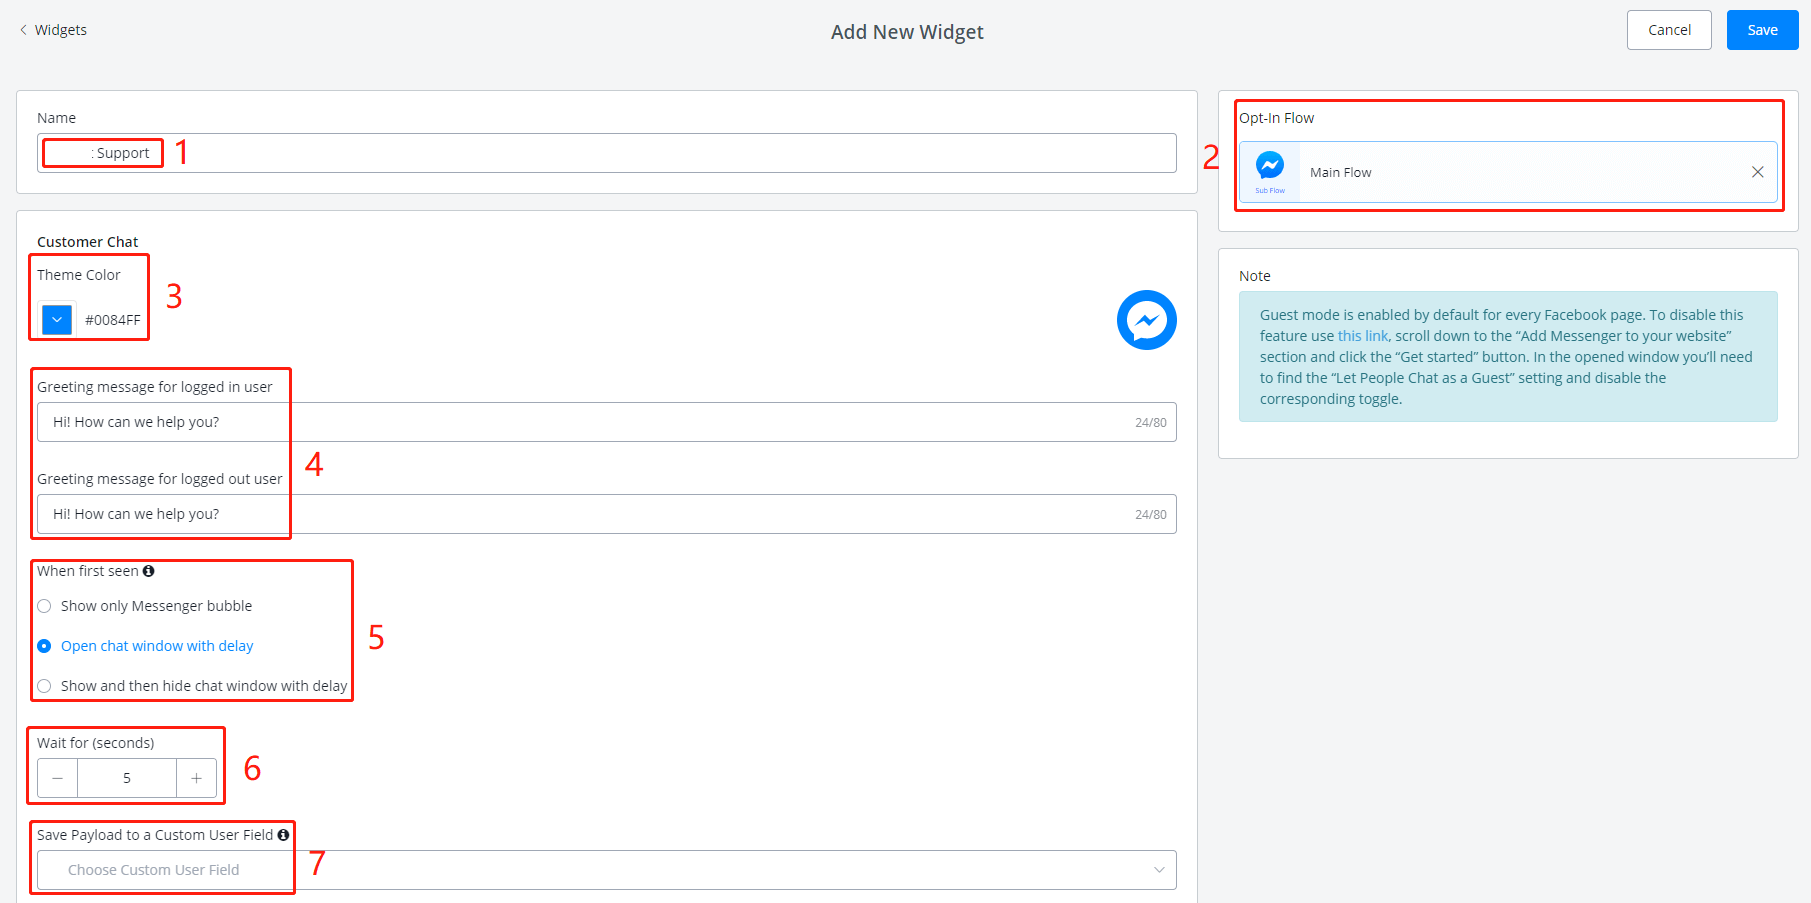 Widgets
Add New Widget
Cancel
Save
Name
: Support
1
2
Opt-In Flow
Sub Flow
Main Flow
Customer Chat
Theme Color
#0084FF
3
Greeting message for logged in user
Hi! How can we help you?
24/80
4
Greeting message for logged out user
Hi! How can we help you?
24/80
When first seen
Show only Messenger bubble
Open chat window with delay
5
Show and then hide chat window with delay
Wait for (seconds)
5
6
Save Payload to a Custom User Field
Choose Custom User Field
7
Note
Guest mode is enabled by default for every Facebook page. To disable this
feature use this link, scroll down to the “Add Messenger to your website”
section and click the “Get started” button. In the opened window you’ll need
to find the “Let People Chat as a Guest” setting and disable the
corresponding toggle.